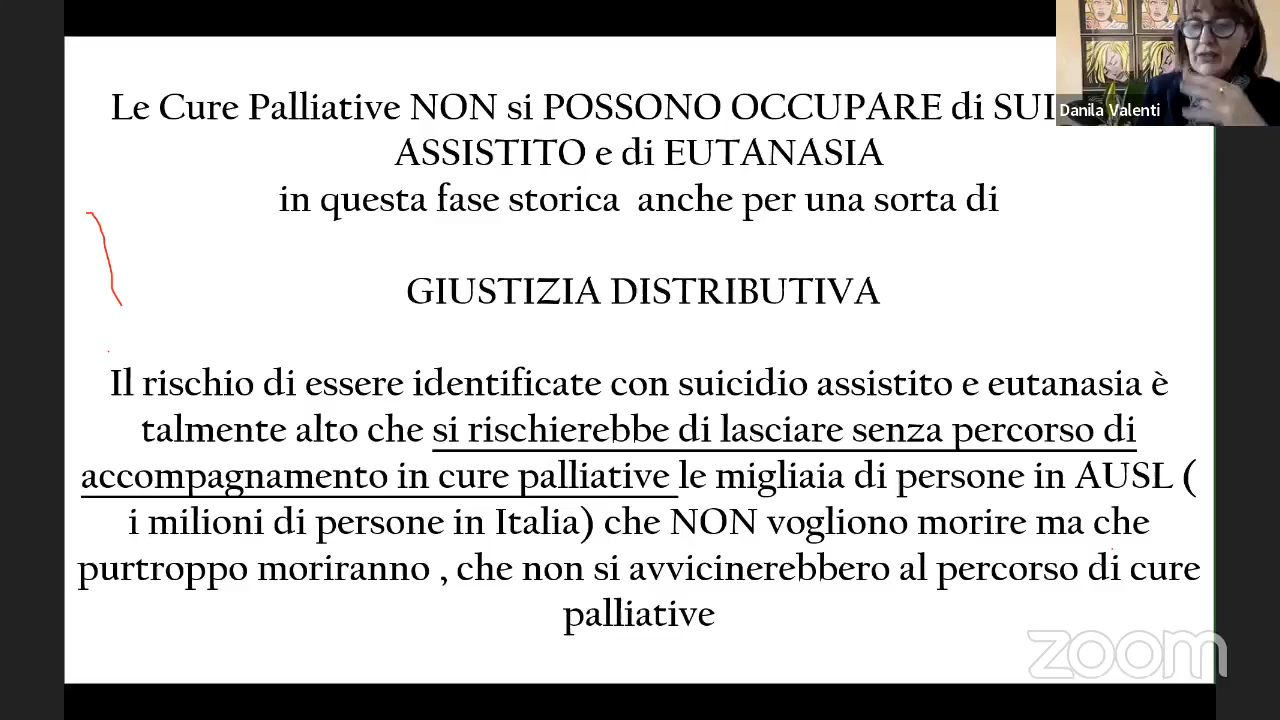 Le Cure Palliative NON si POSSONO OCCUPARE di
ASSISTITO e di EUTANASIA
in questa fase storica anche per una sorta di
GIUSTIZIA DISTRIBUTIVA
Il rischio di essere identificate con suicidio assistito e eutanasia è
talmente alto che si rischierebbe di lasciare senza percorso di
accompagnamento in cure palliative le migliaia di persone in AUSL (
i milioni di persone in Italia) che NON vogliono morire ma che
purtroppo moriranno , che non si avvicinerebbero al percorso di cure
palliative
Danila Valenti
zoom